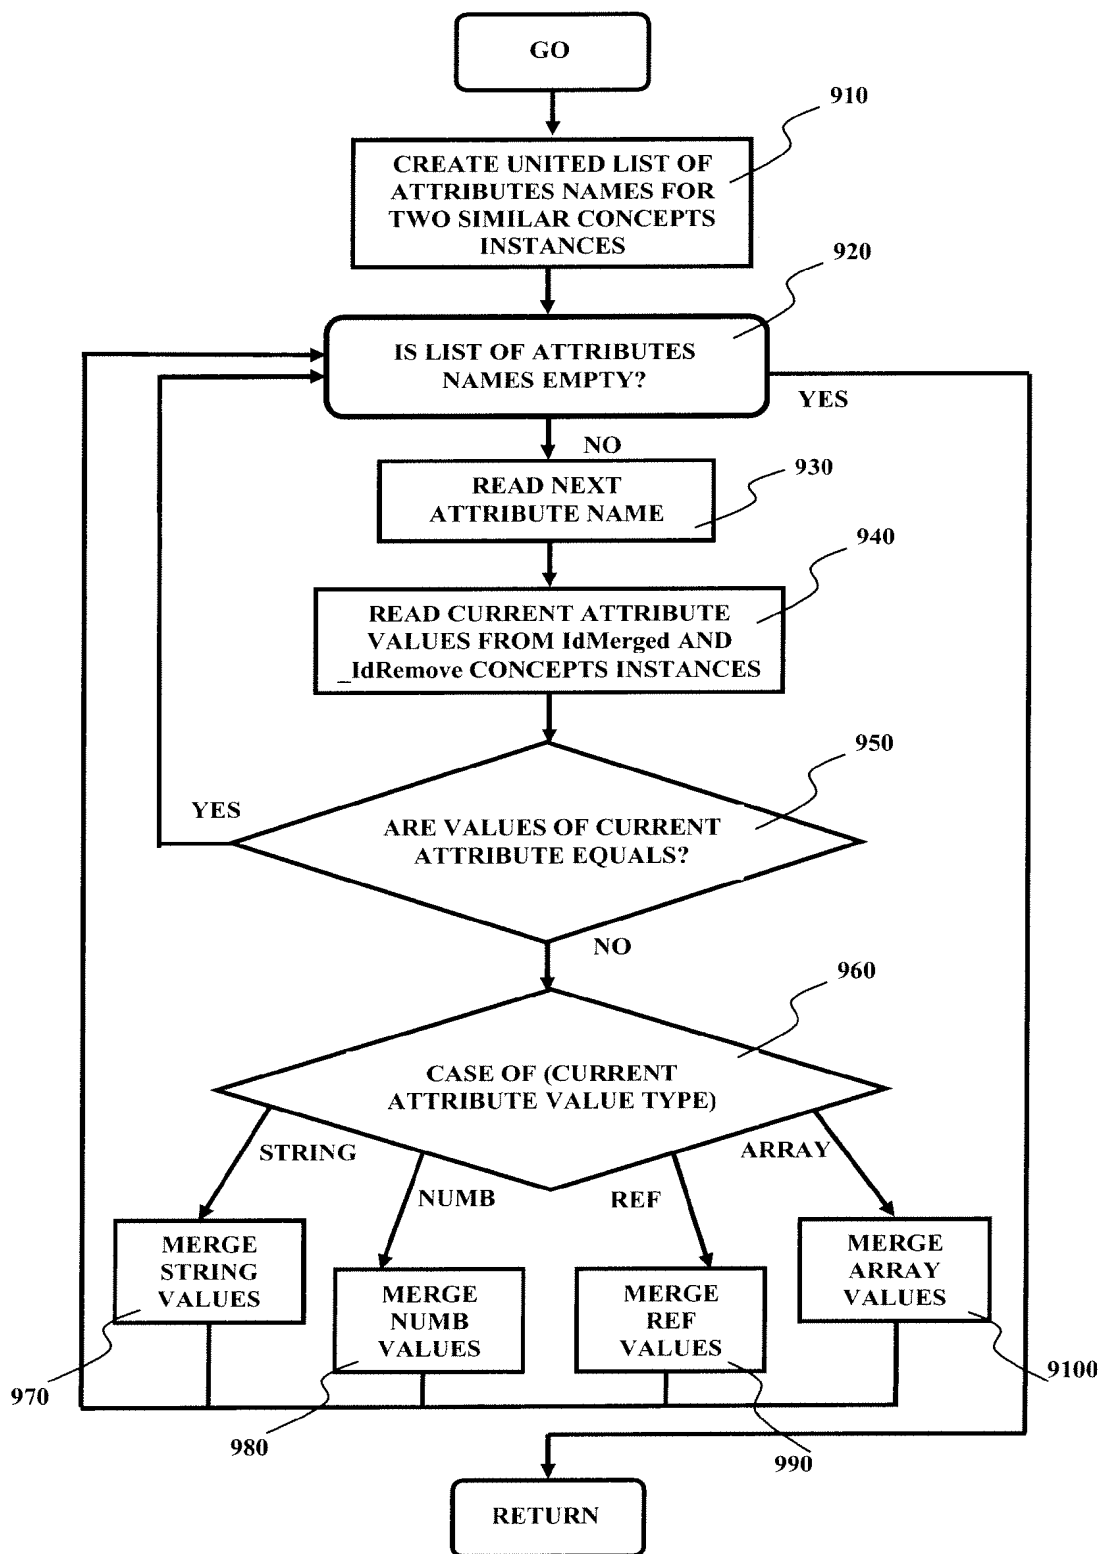 GO
910
CREATE UNITED LIST OF
ATTRIBUTES NAMES FOR
TWO SIMILAR CONCEPTS
INSTANCES
920
IS LIST OF ATTRIBUTES
NAMES EMPTY?
YES
NO
930
READ NEXT
ATTRIBUTE NAME
940
READ CURRENT ATTRIBUTE
VALUES FROM IdMerged AND
_IdRemove CONCEPTS INSTANCES
950
YES
ARE VALUES OF CURRENT
ATTRIBUTE EQUALS?
NO
960
CASE OF (CURRENT
ATTRIBUTE VALUE TYPE)
STRING
NUMB
REF
ARRAY
MERGE
STRING
VALUES
MERGE
NUMB
VALUES
MERGE
REF
VALUES
MERGE
ARRAY
VALUES
970
980
990
9100
RETURN